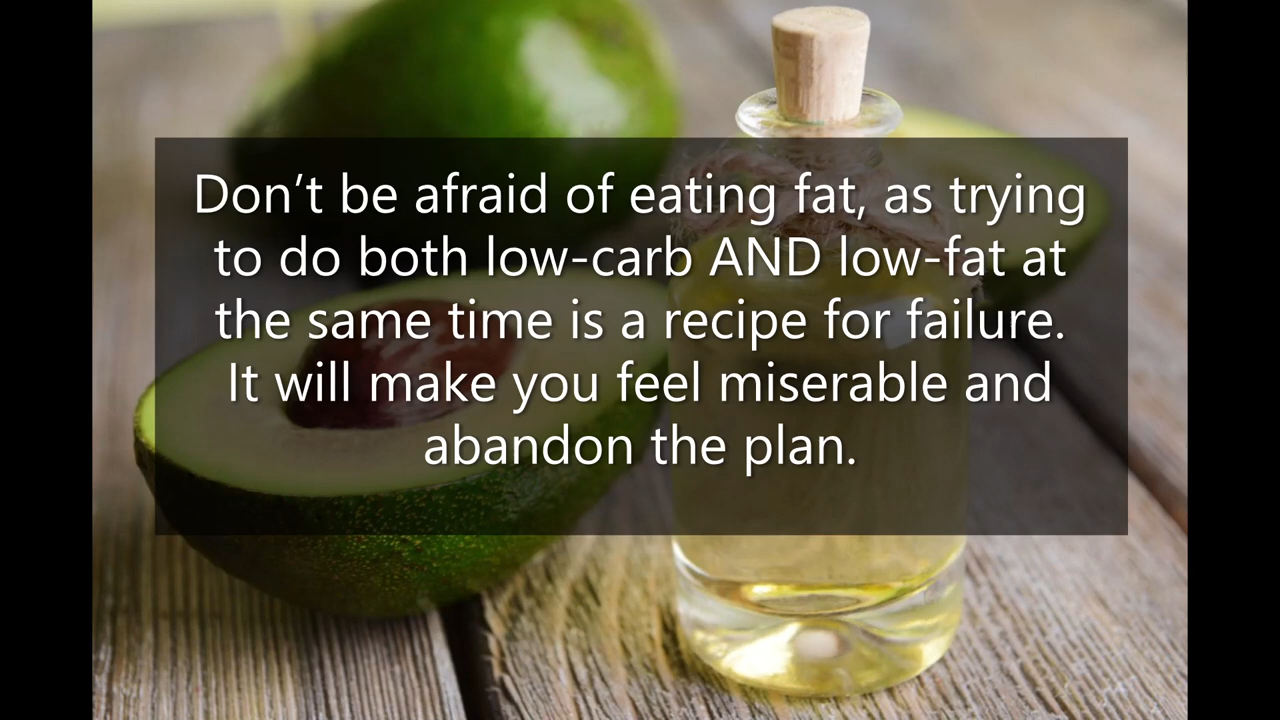 Don’t be afraid of eating fat, as trying
to do both low-carb AND low-fat at
the same time is a recipe for failure.
It will make you feel miserable and
abandon the plan.